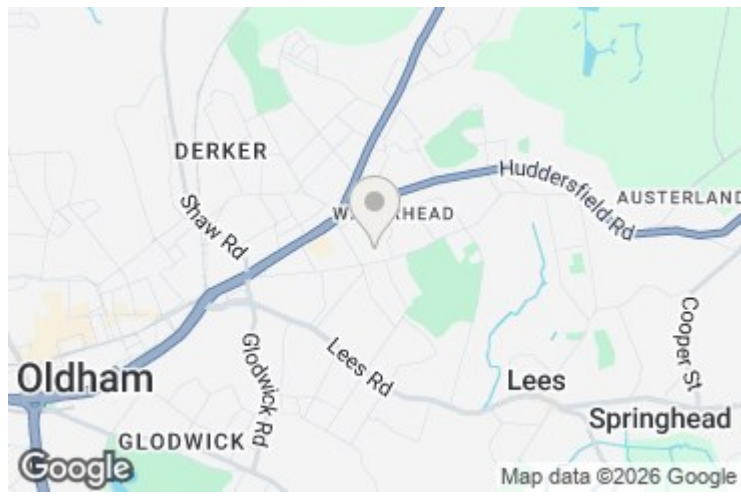 DERKER
Huddersfield Rd
AUSTERLAND
Shaw Rd
Lees Rd
Cooper St
Glodwick Rd
Oldham
Lees
Springhead
GLODWICK
Google
Map data ©2026 Google